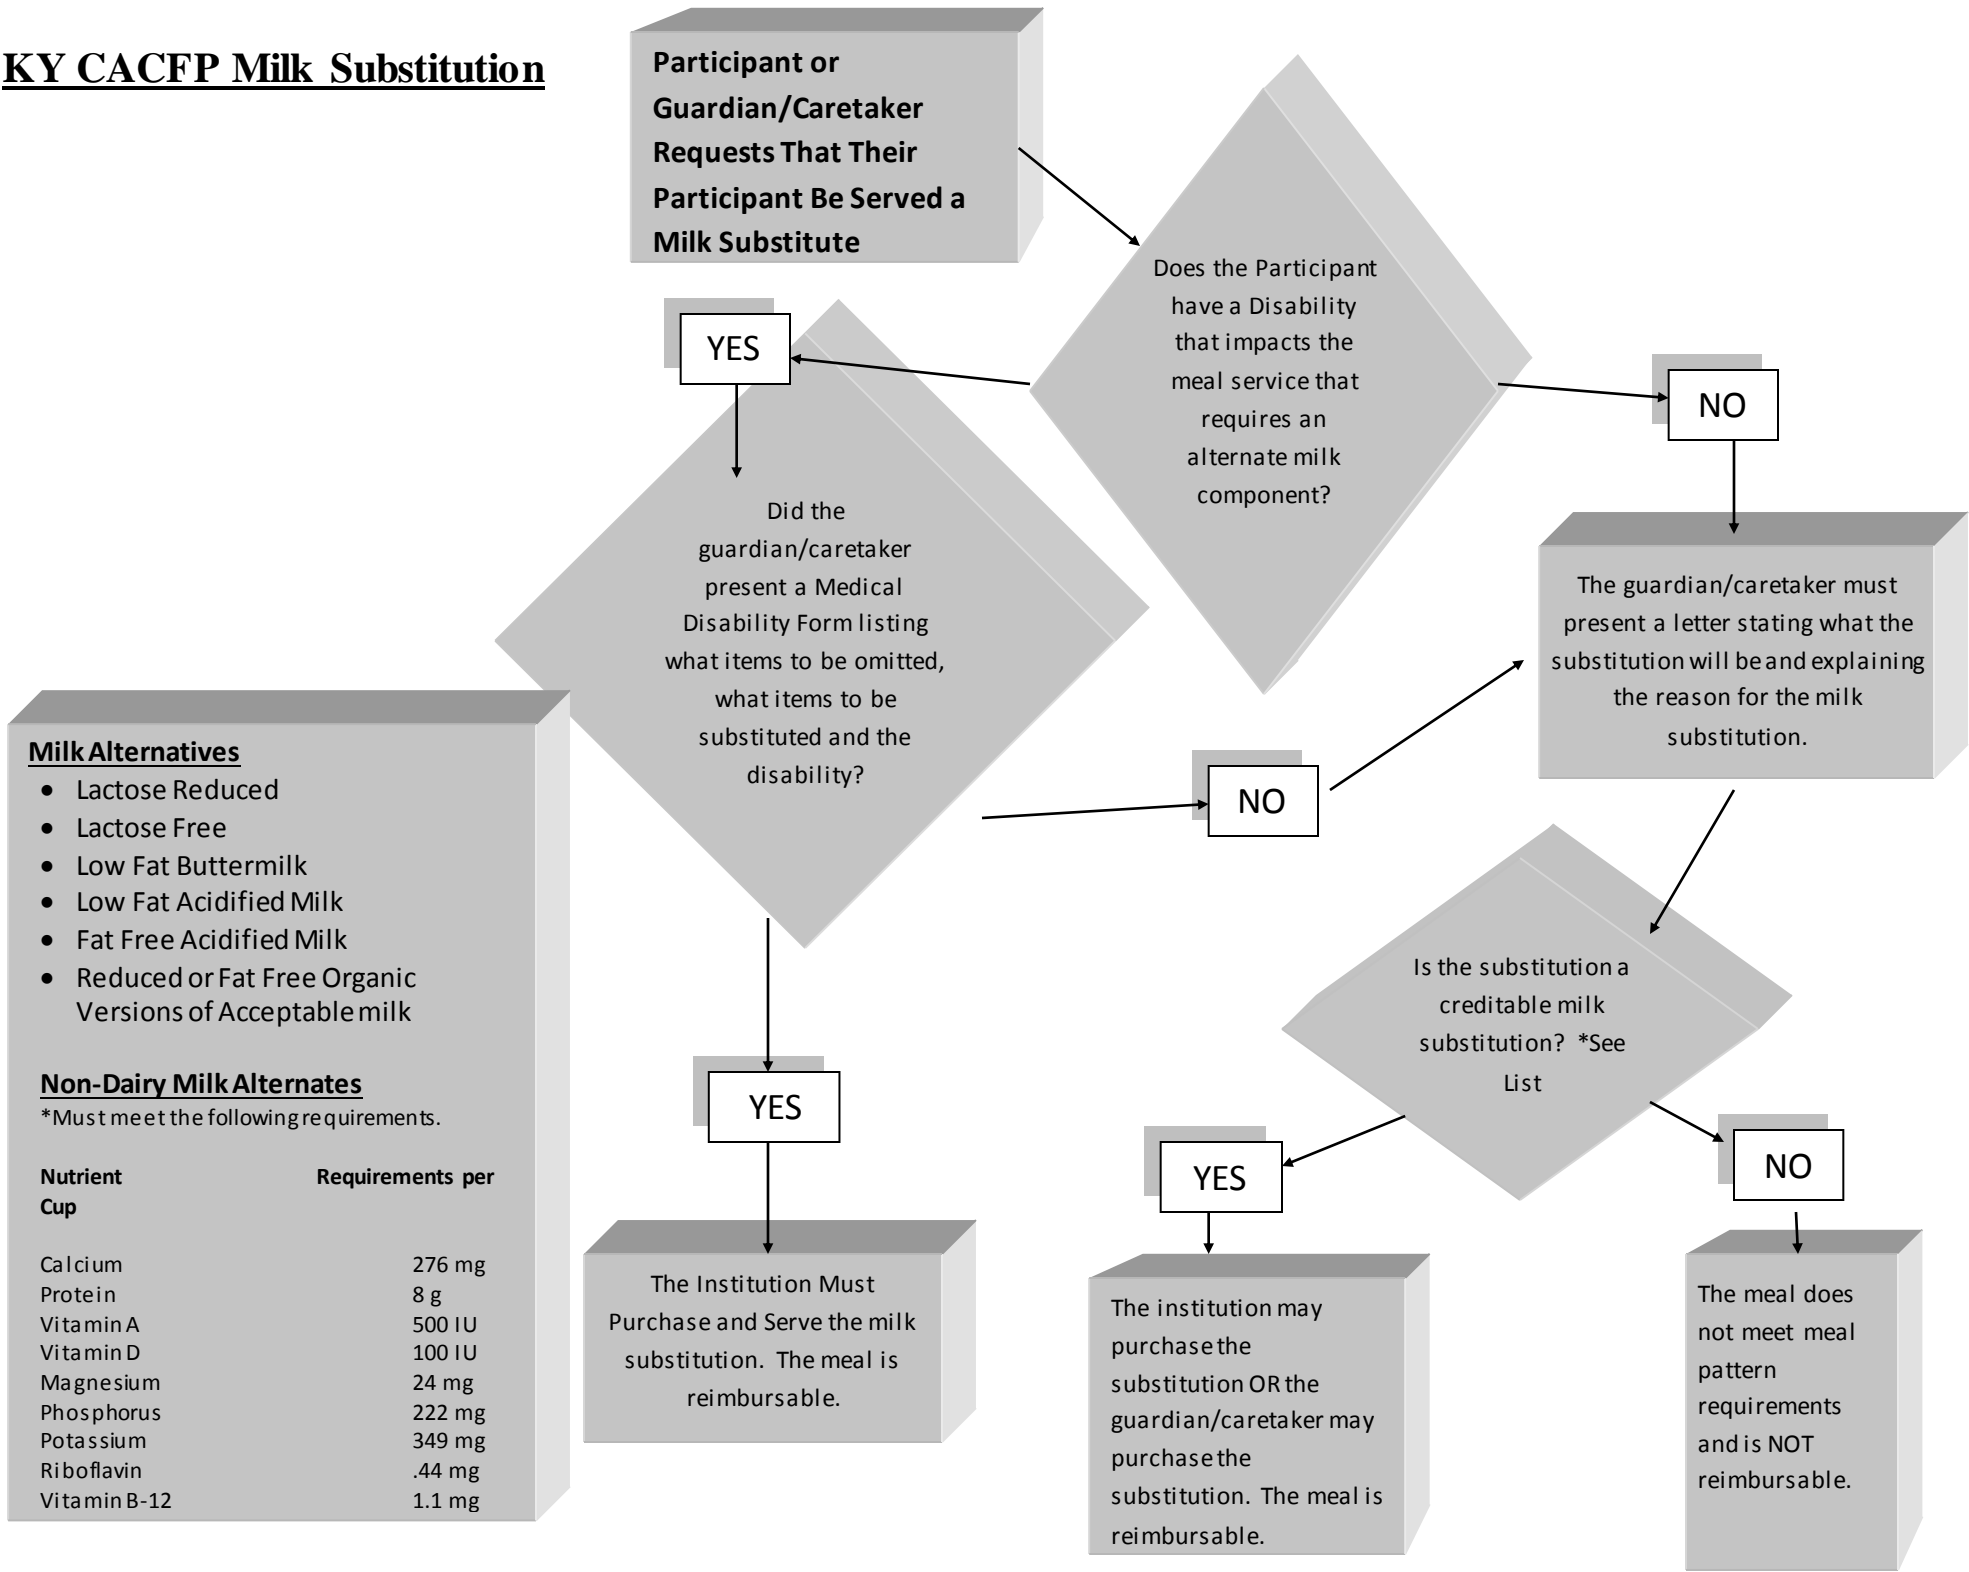 KY CACFP Milk Substitution
Participant or
Guardian/Caretaker
Requests That Their
Participant Be Served a
Milk Substitute
Does the Participant
have a Disability
that impacts the
meal service that
requires an
alternate milk
component?
YES
NO
Did the
guardian/caretaker
present a Medical
Disability Form listing
what items to be omitted,
what items to be
substituted and the
disability?
The guardian/caretaker must
present a letter stating what the
substitution will be and explaining
the reason for the milk
substitution.
NO
YES
Is the substitution a
creditable milk
substitution? *See
List
YES
NO
The Institution Must
Purchase and Serve the milk
substitution. The meal is
reimbursable.
The institution may
purchase the
substitution OR the
guardian/caretaker may
purchase the
substitution. The meal is
reimbursable.
The meal does
not meet meal
pattern
requirements
and is NOT
reimbursable.
Milk Alternatives
• Lactose Reduced
• Lactose Free
• Low Fat Buttermilk
• Low Fat Acidified Milk
• Fat Free Acidified Milk
• Reduced or Fat Free Organic
Versions of Acceptable milk
Non-Dairy Milk Alternates
*Must meet the following requirements.
Nutrient Requirements per
Cup
Calcium 276 mg
Protein 8 g
Vitamin A 500 IU
Vitamin D 100 IU
Magnesium 24 mg
Phosphorus 222 mg
Potassium 349 mg
Riboflavin .44 mg
Vitamin B-12 1.1 mg